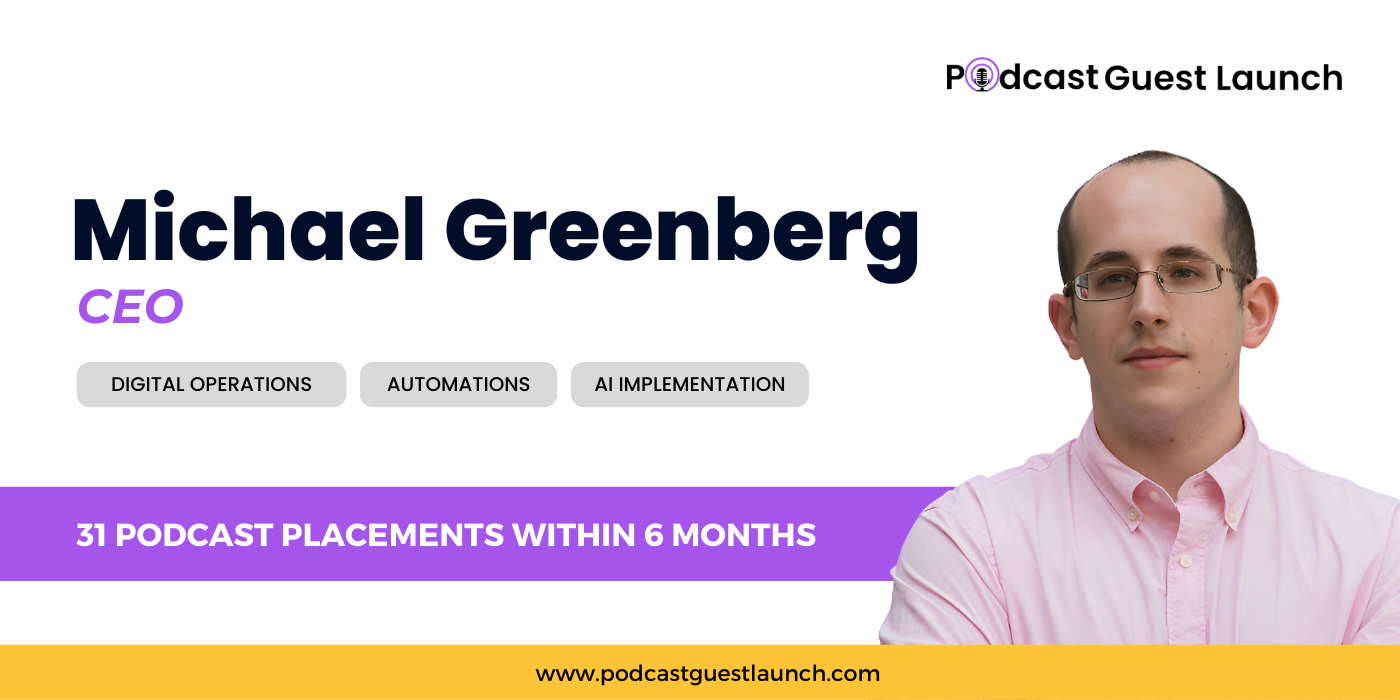 Podcast Guest Launch
Michael Greenberg
CEO
DIGITAL OPERATIONS
AUTOMATIONS
AI IMPLEMENTATION
31 PODCAST PLACEMENTS WITHIN 6 MONTHS
www.podcastguestlaunch.com